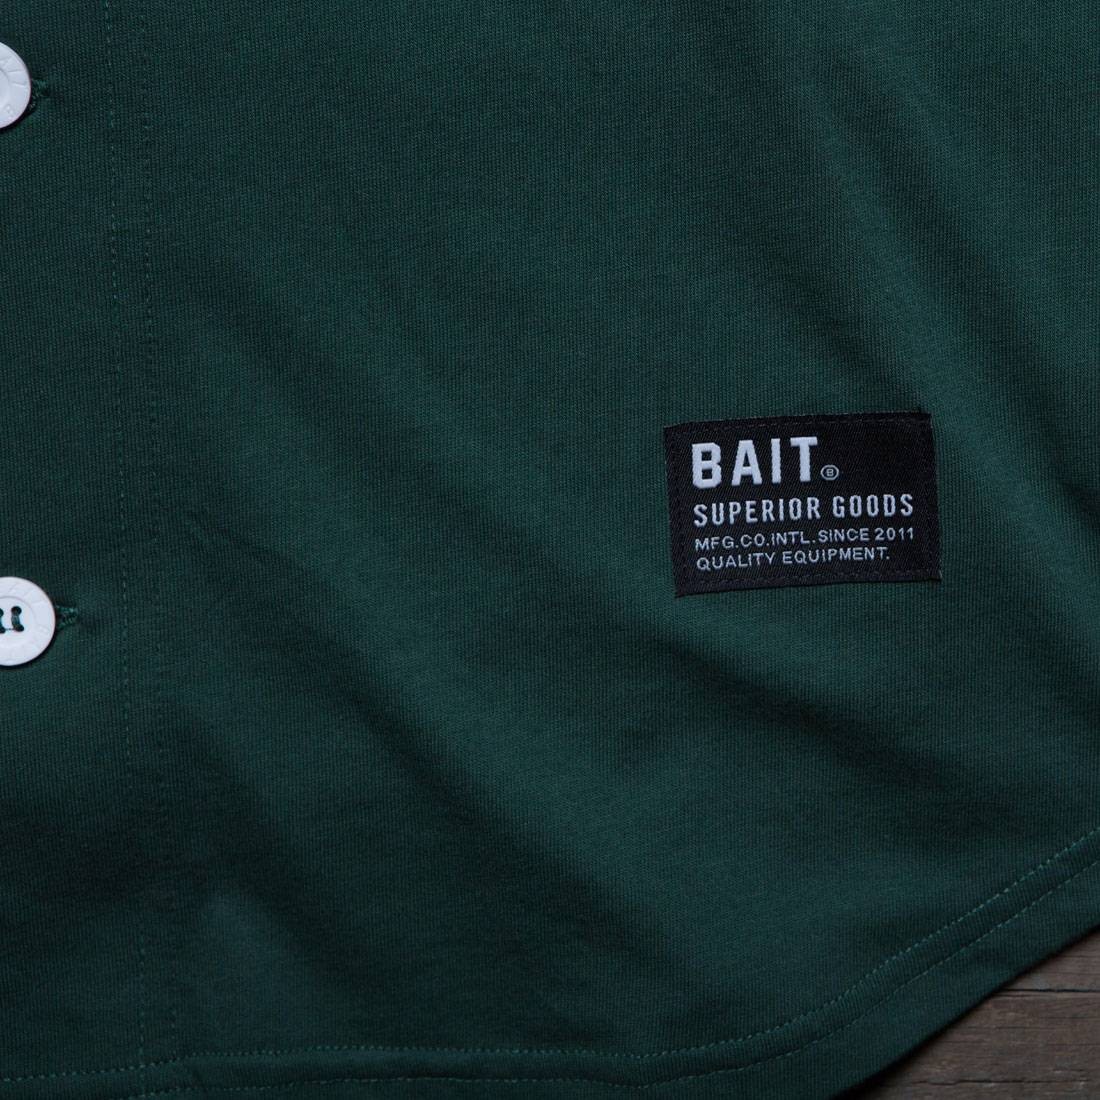 BAIT®
SUPERIOR GOODS
MFG.CO.INTL.SINCE 2011
QUALITY EQUIPMENT.